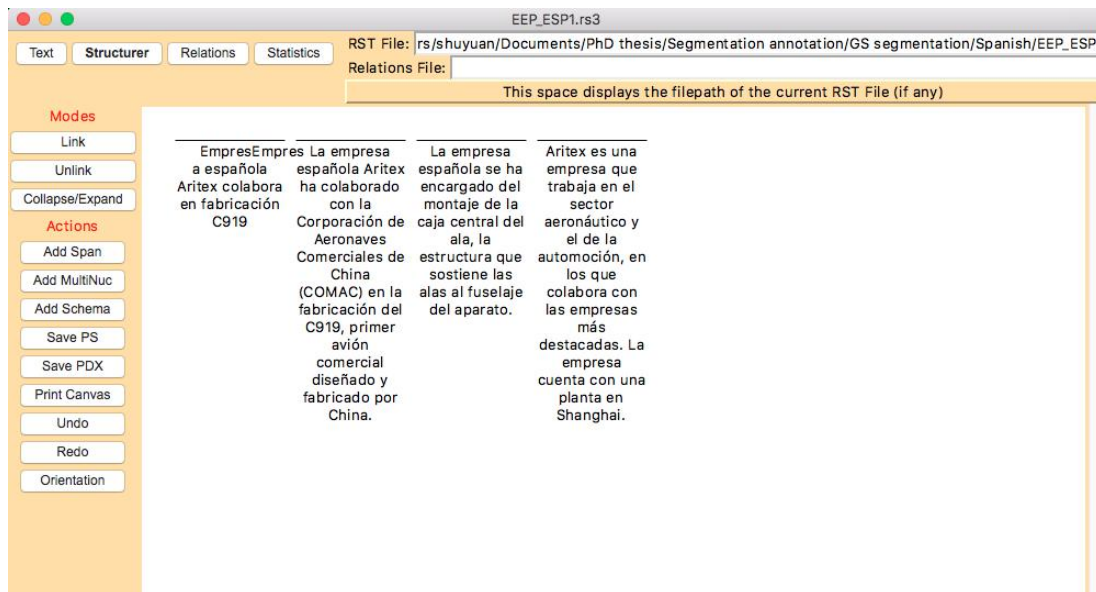 EEP_ESP1.rs3
Text
Structurer
Relations
Statistics
RST File:
rs/shuyuan/Documents/PhD thesis/Segmentation annotation/GS segmentation/Spanish/EEP_ESP
Relations File:
This space displays the filepath of the current RST File (if any)
Modes
Link
Unlink
Collapse/Expand
Actions
Add Span
Add MultiNuc
Add Schema
Save PS
Save PDX
Print Canvas
Undo
Redo
Orientation
EmpresEmpres
a española
Aritex colabora
en fabricación
C919
La empresa
española Aritex
ha colaborado
con la
Corporación de
Aeronaves
Comerciales de
China
(COMAC) en la
fabricación del
C919, primer
avión
comercial
diseñado y
fabricado por
China.
La empresa
española se ha
encargado del
montaje de la
caja central del
ala, la
estructura que
sostiene las
alas al fuselaje
del aparato.
Aritex es una
empresa que
trabaja en el
sector
aeronáutico y
el de la
automoción, en
los que
colabora con
las empresas
más
destacadas. La
empresa
cuenta con una
planta en
Shanghai.